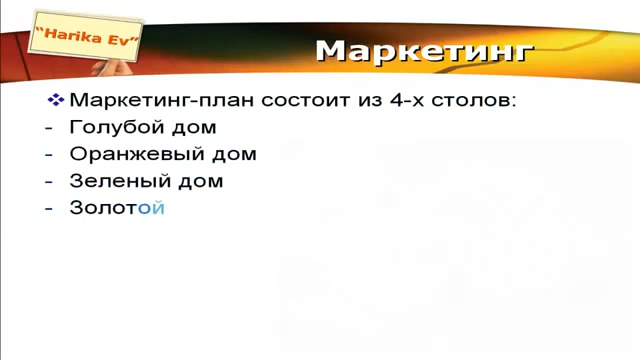 "Harika Ev"
Маркетинг
Маркетинг-план состоит из 4-х столов:
- Голубой дом
- Оранжевый дом
- Зеленый дом
- Золотой